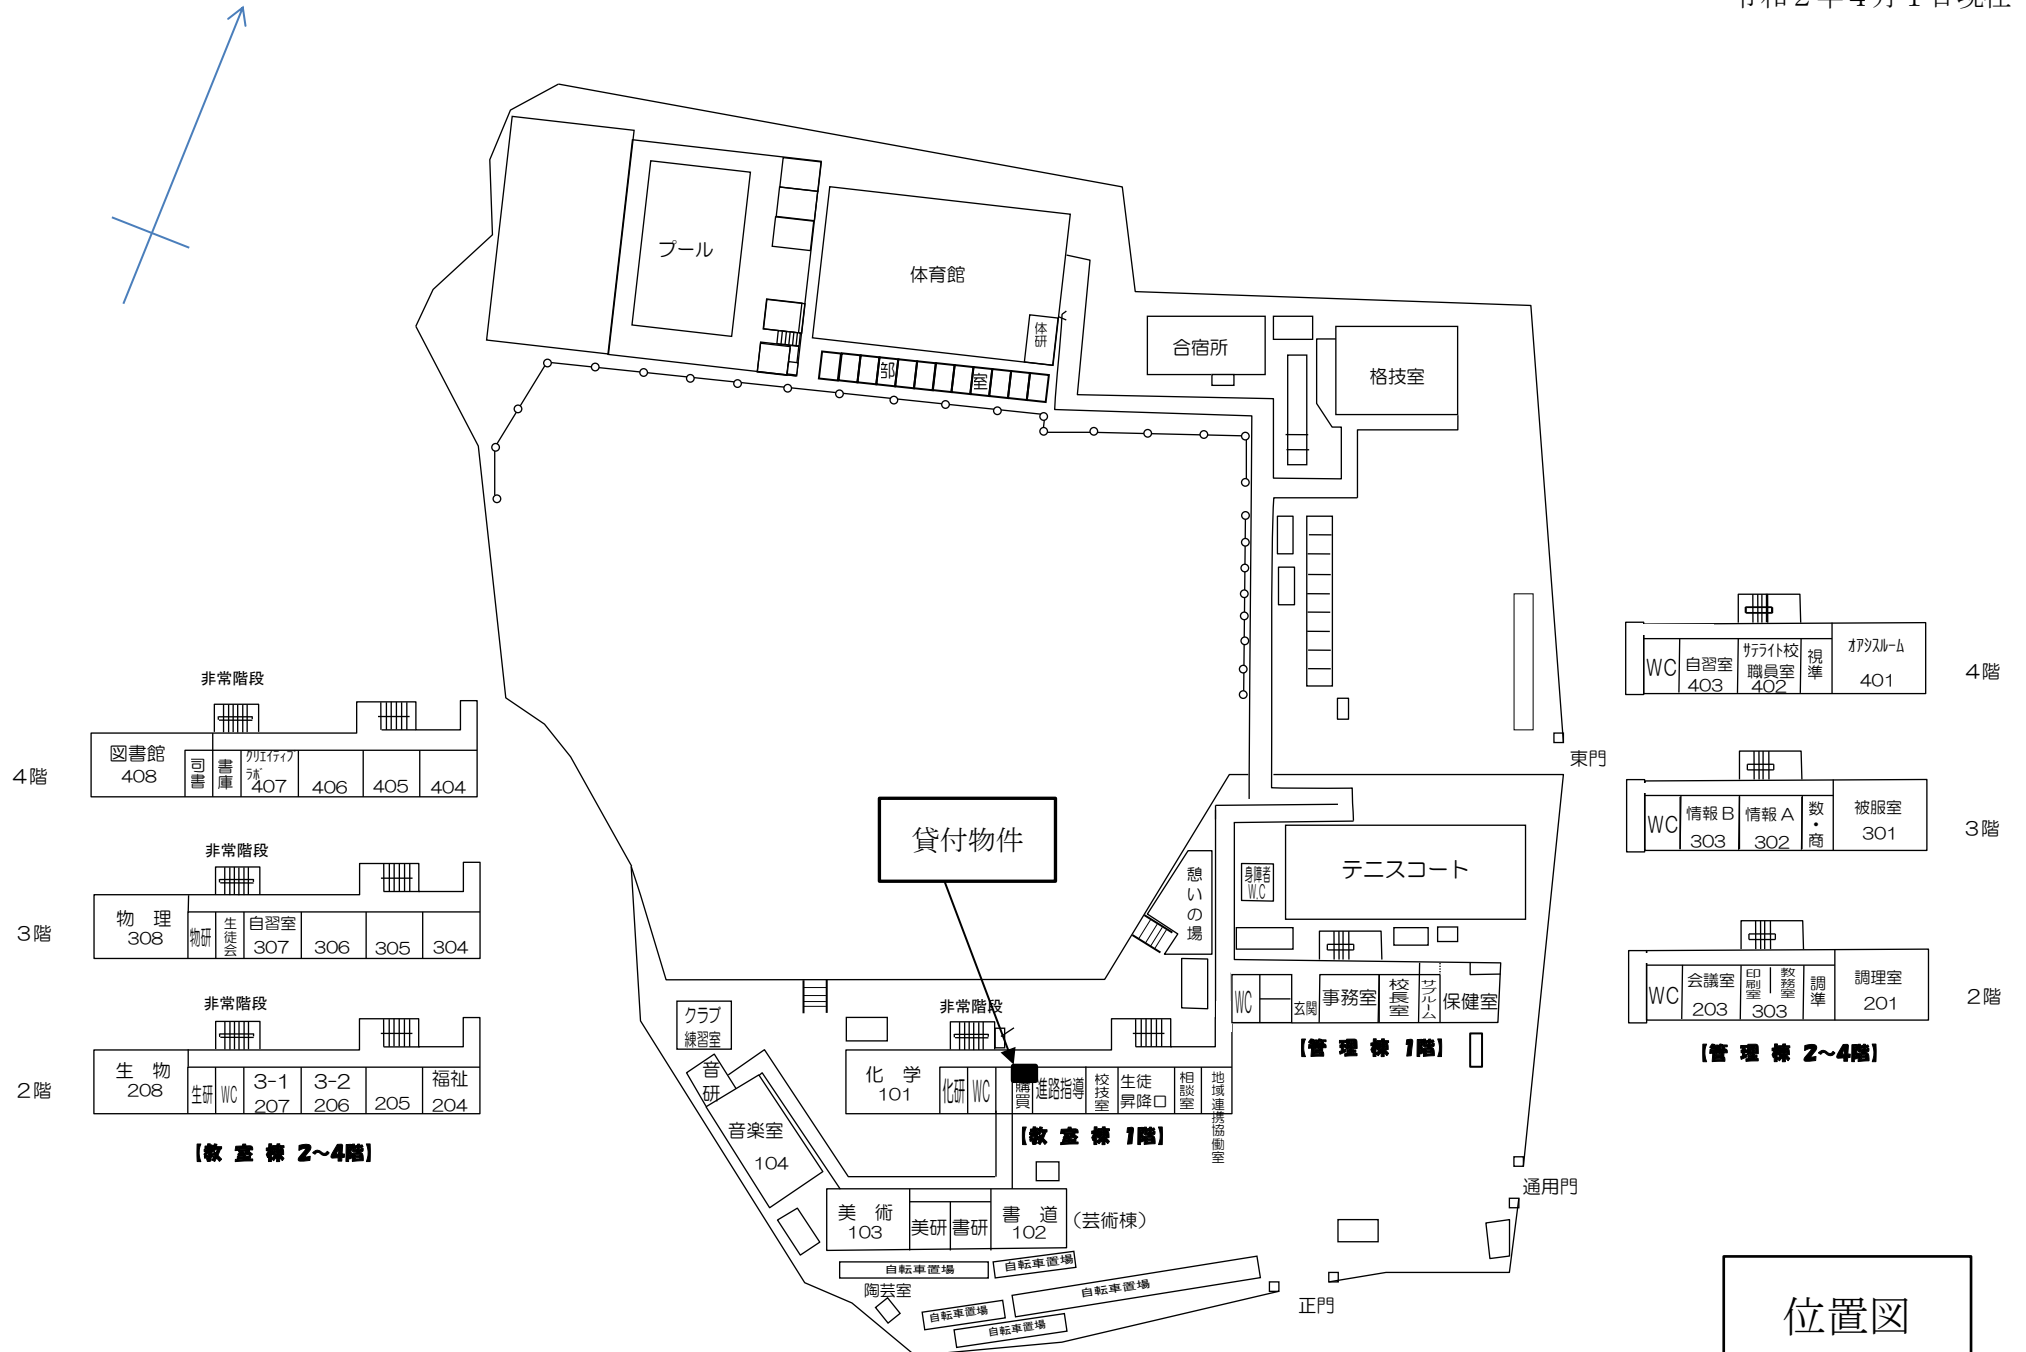 令和２年４月１日現在
プール
体育館
体研
部室
合宿所
格技室
東門
貸付物件
憩いの場
身障者
W.C
テニスコート
非常階段
4階
図書館
408
司書
書庫
クリエイティブ
ラボ
407
406
405
404
非常階段
3階
物 理
308
物研
生徒会
自習室
307
306
305
304
非常階段
2階
生 物
208
生研
WC
3-1
207
3-2
206
205
福祉
204
【教 室 棟 2～4階】
WC
自習室
403
サテライト校
職員室
402
視準
オアシスルーム
401
4階
WC
情報B
303
情報A
302
数・商
被服室
301
3階
WC
会議室
203
印刷室
教務室
303
調準
調理室
201
2階
【管 理 棟 2～4階】
WC
玄関
事務室
校長室
サブルーム
保健室
【管 理 棟 1階】
クラブ
練習室
音研
音楽室
104
非常階段
化 学
101
化研
WC
購買
進路指導
校技室
生徒
昇降口
相談室
地域連携協働室
【教 室 棟 1階】
美 術
103
美研
書研
書 道
102
(芸術棟)
自転車置場
自転車置場
自転車置場
自転車置場
自転車置場
陶芸室
通用門
正門
位置図